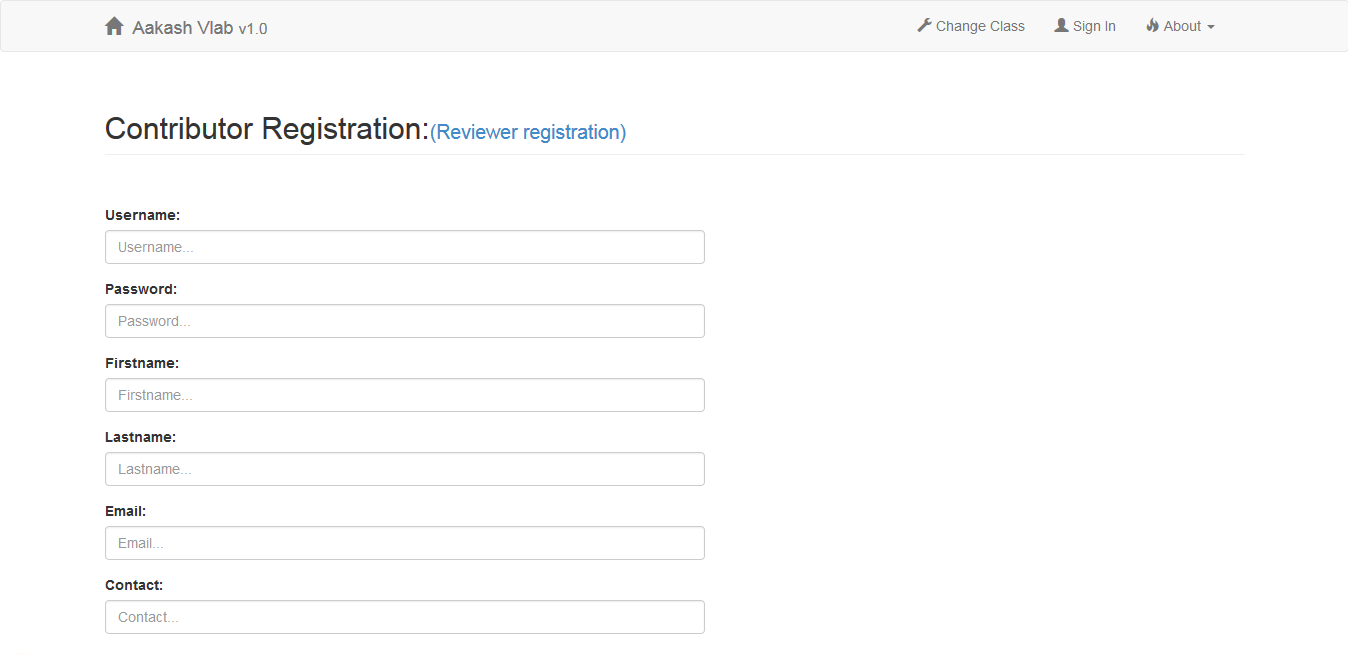 Aakash Vlab v1.0 Change Class Sign In About
Contributor Registration:(Reviewer registration)
Username:
Username...
Password:
Password...
Firstname:
Firstname...
Lastname:
Lastname...
Email:
Email...
Contact:
Contact...